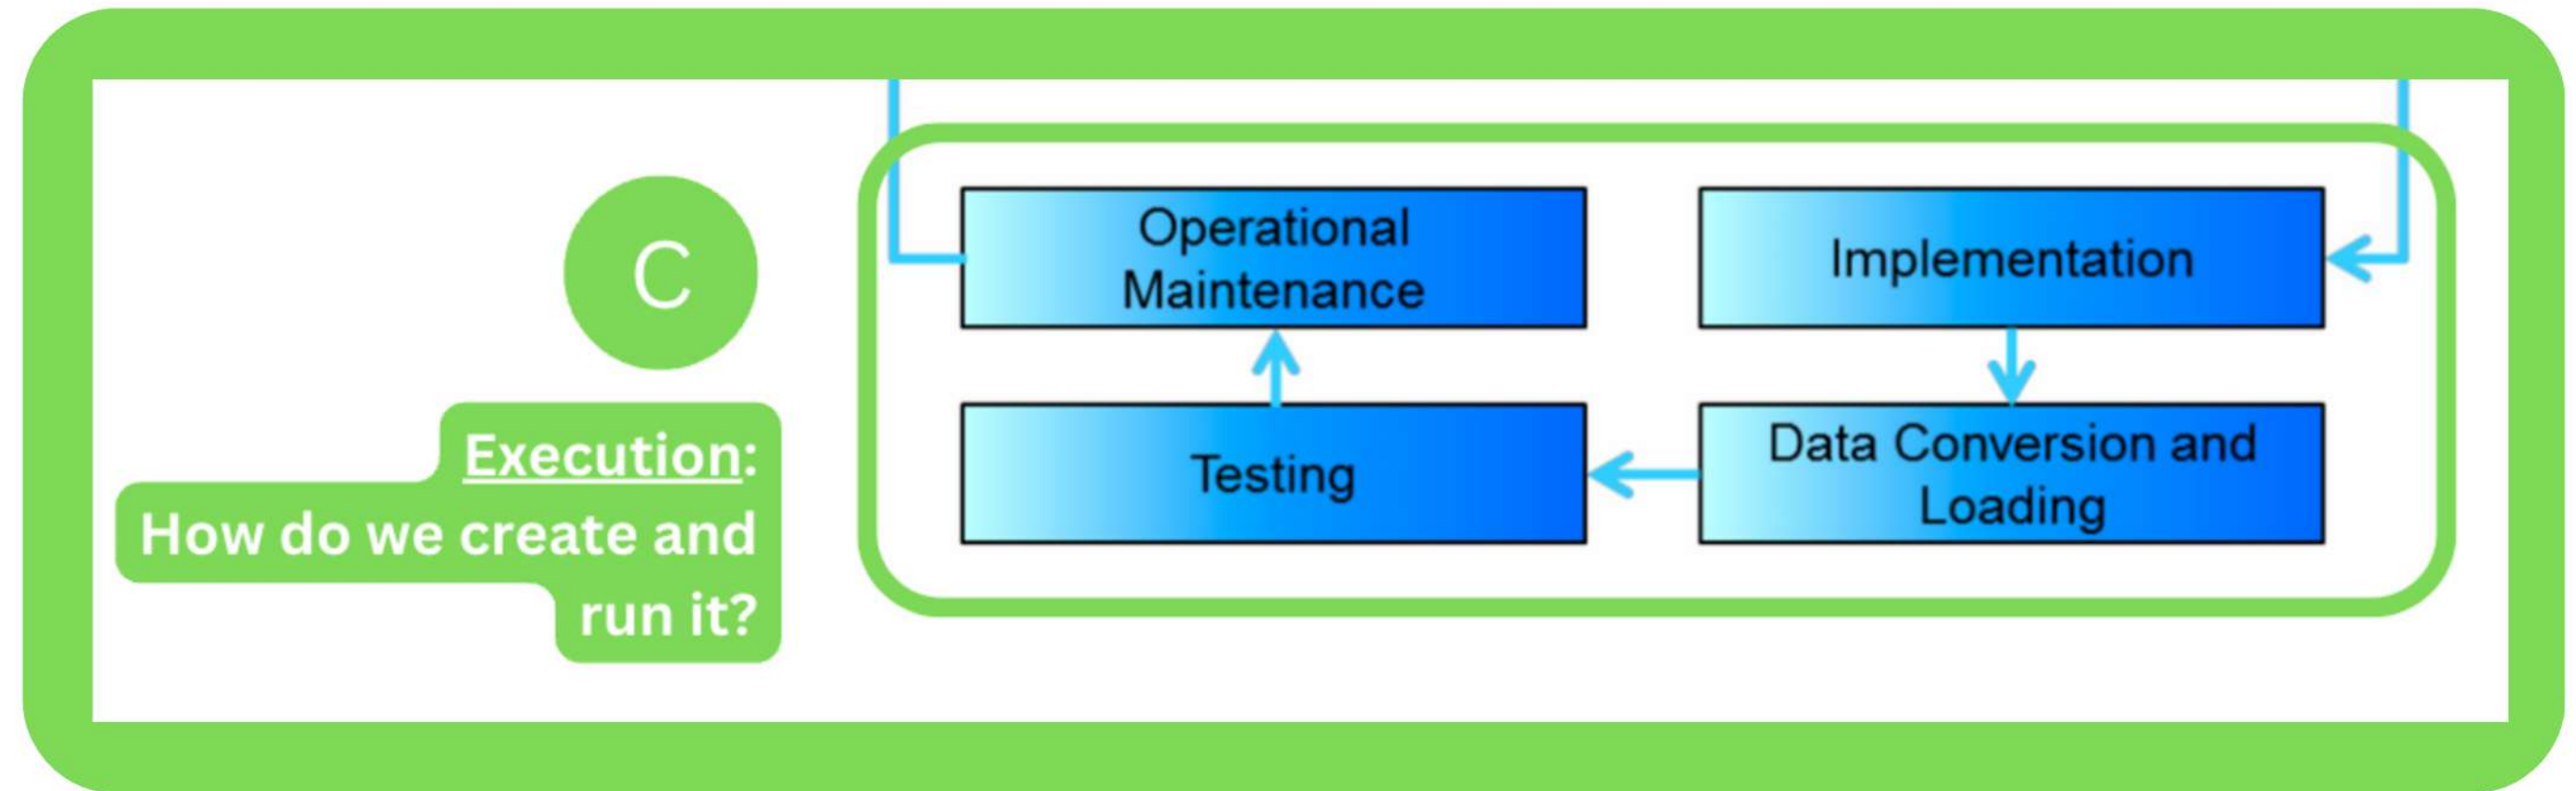 C
Execution:
How do we create and
run it?
Operational
Maintenance
Implementation
Testing
Data Conversion and
Loading